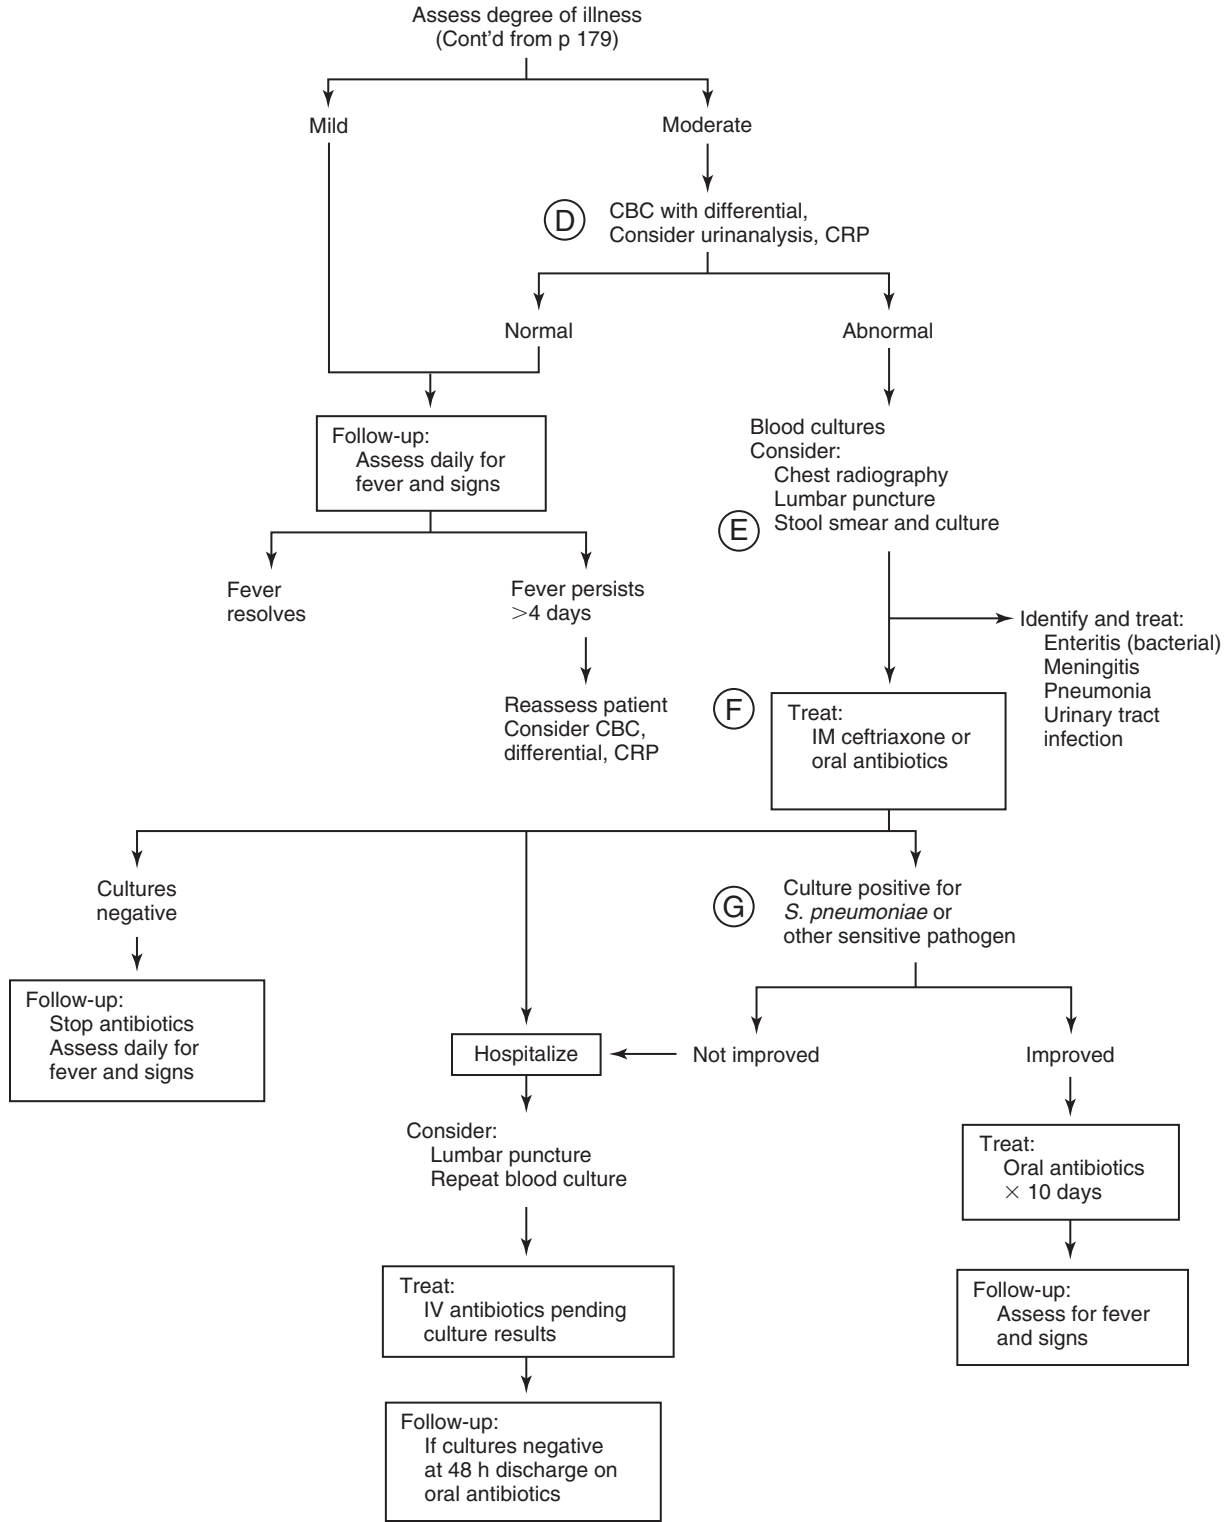 Assess degree of illness
(Cont'd from p 179)
Mild
Moderate
D
CBC with differential,
Consider urinanalysis, CRP
Normal
Abnormal
Follow-up:
Assess daily for
fever and signs
Blood cultures
Consider:
Chest radiography
Lumbar puncture
Stool smear and culture
E
Fever
resolves
Fever persists
>4 days
Identify and treat:
Enteritis (bacterial)
Meningitis
Pneumonia
Urinary tract
infection
Reassess patient
Consider CBC,
differential, CRP
F
Treat:
IM ceftriaxone or
oral antibiotics
Cultures
negative
G
Culture positive for
S. pneumoniae or
other sensitive pathogen
Follow-up:
Stop antibiotics
Assess daily for
fever and signs
Hospitalize
Not improved
Improved
Consider:
Lumbar puncture
Repeat blood culture
Treat:
Oral antibiotics
× 10 days
Treat:
IV antibiotics pending
culture results
Follow-up:
Assess for fever
and signs
Follow-up:
If cultures negative
at 48 h discharge on
oral antibiotics